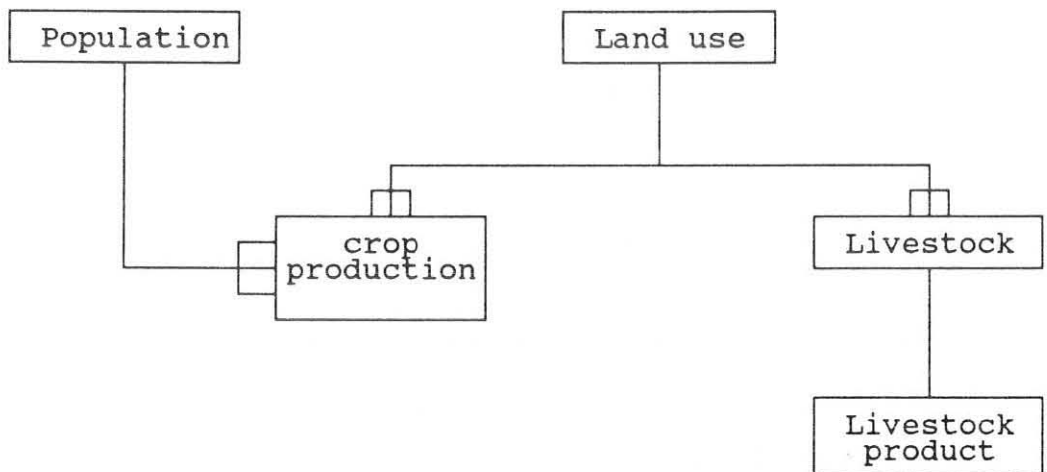 Population
Land use
crop
production
Livestock
Livestock
product